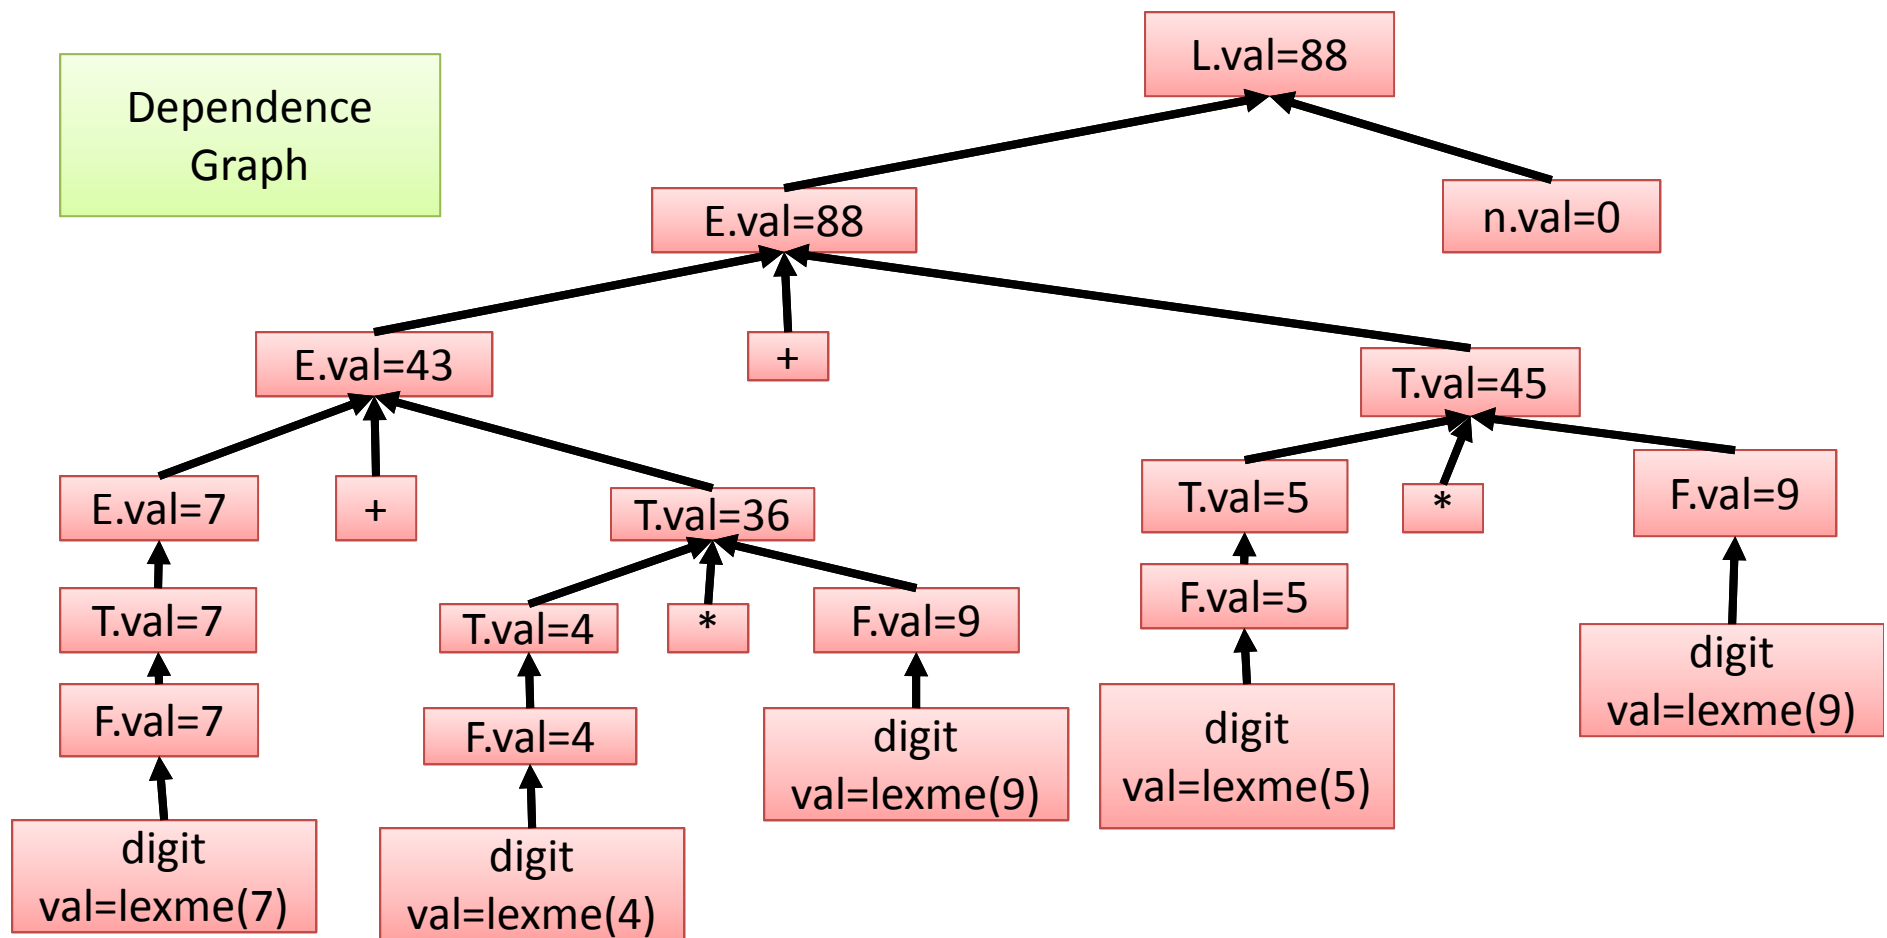 Dependence
Graph
L.val=88
E.val=88
n.val=0
E.val=43
+
T.val=45
E.val=7
+
T.val=36
T.val=5
*
F.val=9
T.val=7
T.val=4
*
F.val=9
F.val=5
digit
val=lexme(9)
F.val=7
F.val=4
digit
val=lexme(9)
digit
val=lexme(5)
digit
val=lexme(7)
digit
val=lexme(4)